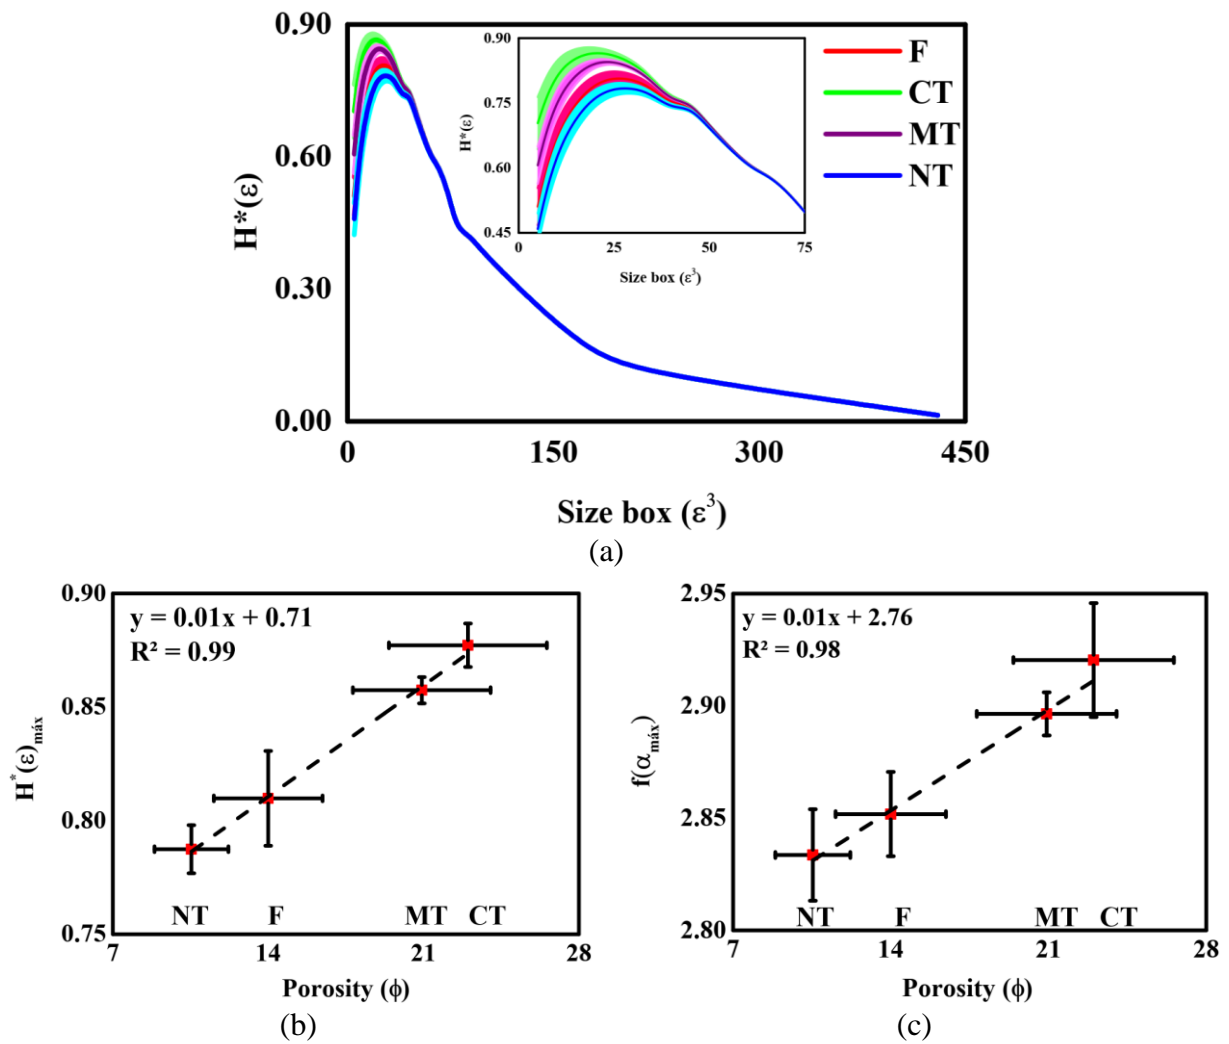 0.90
0.60
0.30
0.00
H*(ε)
0
150
300
450
Size box (ε³)
0.90
0.75
0.60
0.45
H*(ε)
0
25
50
75
Size box (ε³)
F
CT
MT
NT
(a)
0.90
0.85
0.80
0.75
H*(ε)máx
y = 0.01x + 0.71
R² = 0.99
NT F MT CT
7 14 21 28
Porosity (ϕ)
(b)
2.95
2.90
2.85
2.80
f(αmáx)
y = 0.01x + 2.76
R² = 0.98
NT F MT CT
7 14 21 28
Porosity (ϕ)
(c)